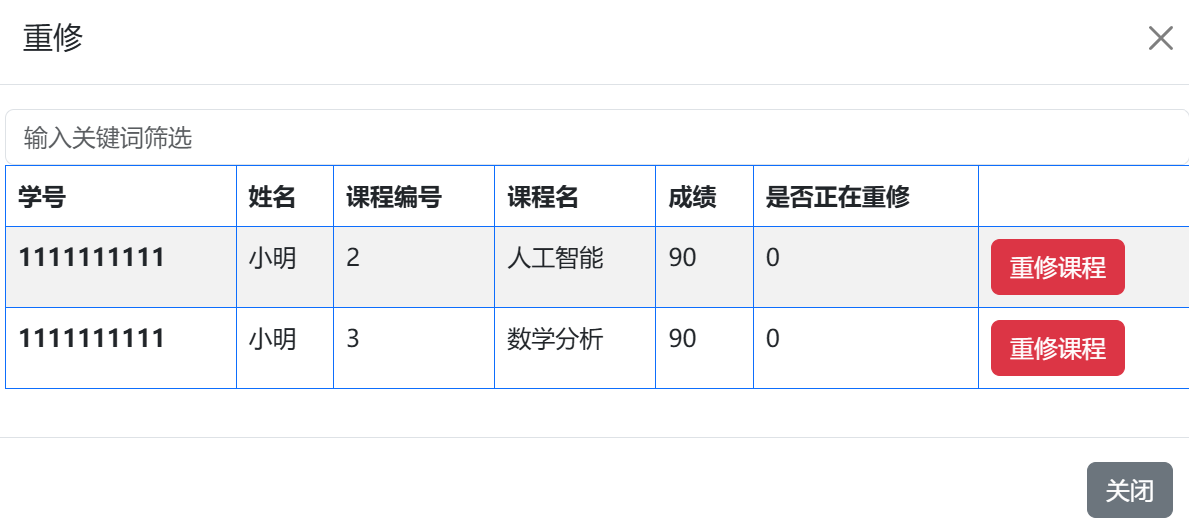 重修
输入关键词筛选
学号 姓名 课程编号 课程名 成绩 是否正在重修
1111111111 小明 2 人工智能 90 0 重修课程
1111111111 小明 3 数学分析 90 0 重修课程
关闭